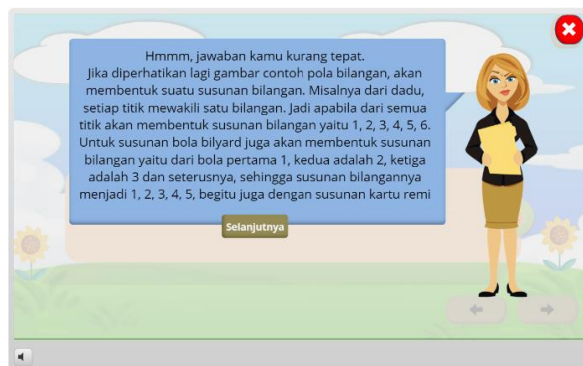 Hmmm, jawaban kamu kurang tepat.
Jika diperhatikan lagi gambar contoh pola bilangan, akan
membentuk suatu susunan bilangan. Misalnya dari dadu,
setiap titik mewakili satu bilangan. Jadi apabila dari semua
titik akan membentuk susunan bilangan yaitu 1, 2, 3, 4, 5, 6.
Untuk susunan bola bilyard juga akan membentuk susunan
bilangan yaitu dari bola pertama 1, kedua adalah 2, ketiga
adalah 3 dan seterusnya, sehingga susunan bilangannya
menjadi 1, 2, 3, 4, 5, begitu juga dengan susunan kartu remi
Selanjutnya